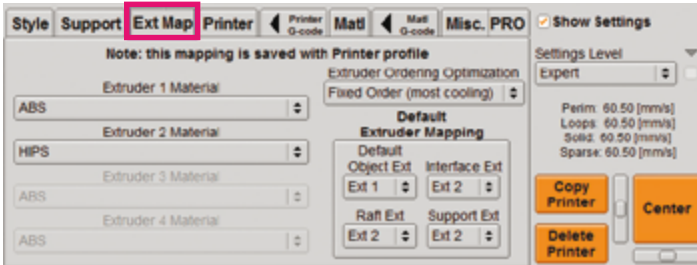 Style Support Ext Map Printer Printer G-code Matl Matl G-code Misc. PRO
Show Settings
Note: this mapping is saved with Printer profile
Settings Level
Expert
Extruder 1 Material
ABS
Extruder 2 Material
HIPS
Extruder 3 Material
ABS
Extruder 4 Material
ABS
Extruder Ordering Optimization
Fixed Order (most cooling)
Default
Extruder Mapping
Default
Object Ext Interface Ext
Ext 1 Ext 2
Raft Ext Support Ext
Ext 2 Ext 2
Perim: 60.50 [mm/s]
Loops: 60.50 [mm/s]
Solid: 60.50 [mm/s]
Sparse: 60.50 [mm/s]
Copy
Printer
Center
Delete
Printer